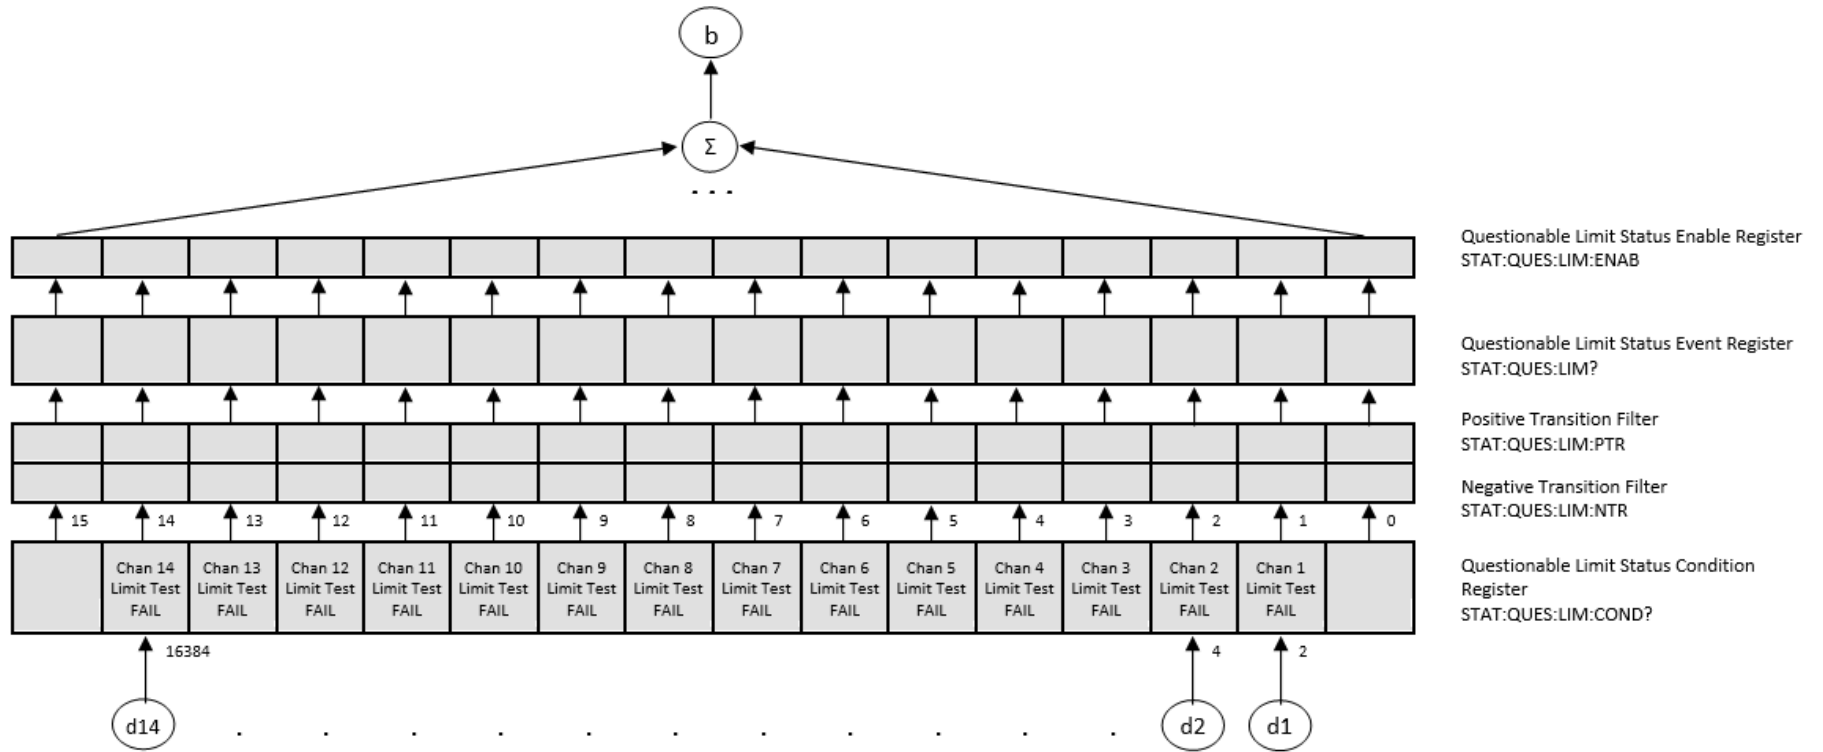 b
Σ
. . .
Questionable Limit Status Enable Register
STAT:QUES:LIM:ENAB
Questionable Limit Status Event Register
STAT:QUES:LIM?
Positive Transition Filter
STAT:QUES:LIM:PTR
Negative Transition Filter
STAT:QUES:LIM:NTR
15 14 13 12 11 10 9 8 7 6 5 4 3 2 1 0
Chan 14 Chan 13 Chan 12 Chan 11 Chan 10 Chan 9 Chan 8 Chan 7 Chan 6 Chan 5 Chan 4 Chan 3 Chan 2 Chan 1
Limit Test Limit Test Limit Test Limit Test Limit Test Limit Test Limit Test Limit Test Limit Test Limit Test Limit Test Limit Test Limit Test Limit Test
FAIL FAIL FAIL FAIL FAIL FAIL FAIL FAIL FAIL FAIL FAIL FAIL FAIL FAIL
Questionable Limit Status Condition
Register
STAT:QUES:LIM:COND?
16384 4 2
d14 . . . . . . . . . . . d2 d1